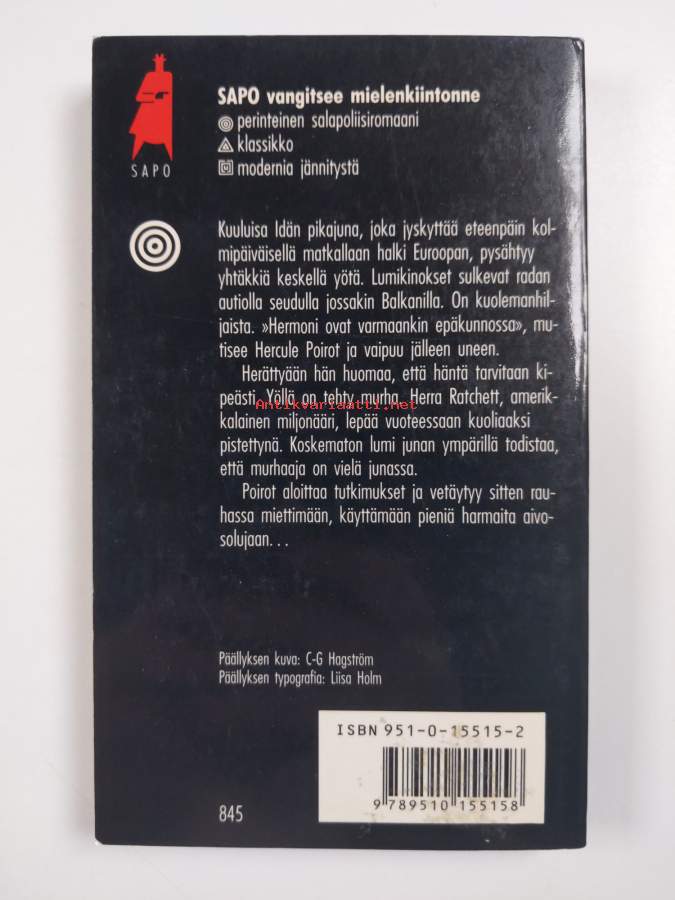 SAPO vangitsee mielenkiintonne
perinteinen salapoliisiromaani
klassikko
modernia jännitystä
SAPO
Kuuluisa Idän pikajuna, joka jyskyttää eteenpäin kol-
mipäiväisellä matkallaan halki Euroopan, pysähtyy
yhtäkkiä keskellä yötä. Lumikinokset sulkevat radan
autiolla seudulla jossakin Balkanilla. On kuolemanhil-
jaista. »Hermoni ovat varmaankin epäkunnossa», mu-
tisee Hercule Poirot ja vaipuu jälleen uneen.
Herättyään hän huomaa, että häntä tarvitaan ki-
peästi. Yöllä on tehty murha. Herra Ratchett, amerik-
kalainen miljonääri, lepää vuoteessaan kuoliaaksi
pistettynä. Koskematon lumi junan ympärillä todistaa,
että murhaaja on vielä junassa.
Poirot aloittaa tutkimukset ja vetäytyy sitten rau-
hassa miettimään, käyttämään pieniä harmaita aivo-
solujaan...
Antikvariaatti.net
Päällyksen kuva: C-G Hagström
Päällyksen typografia: Liisa Holm
ISBN 951-0-15515-2
9 789510 155158
845